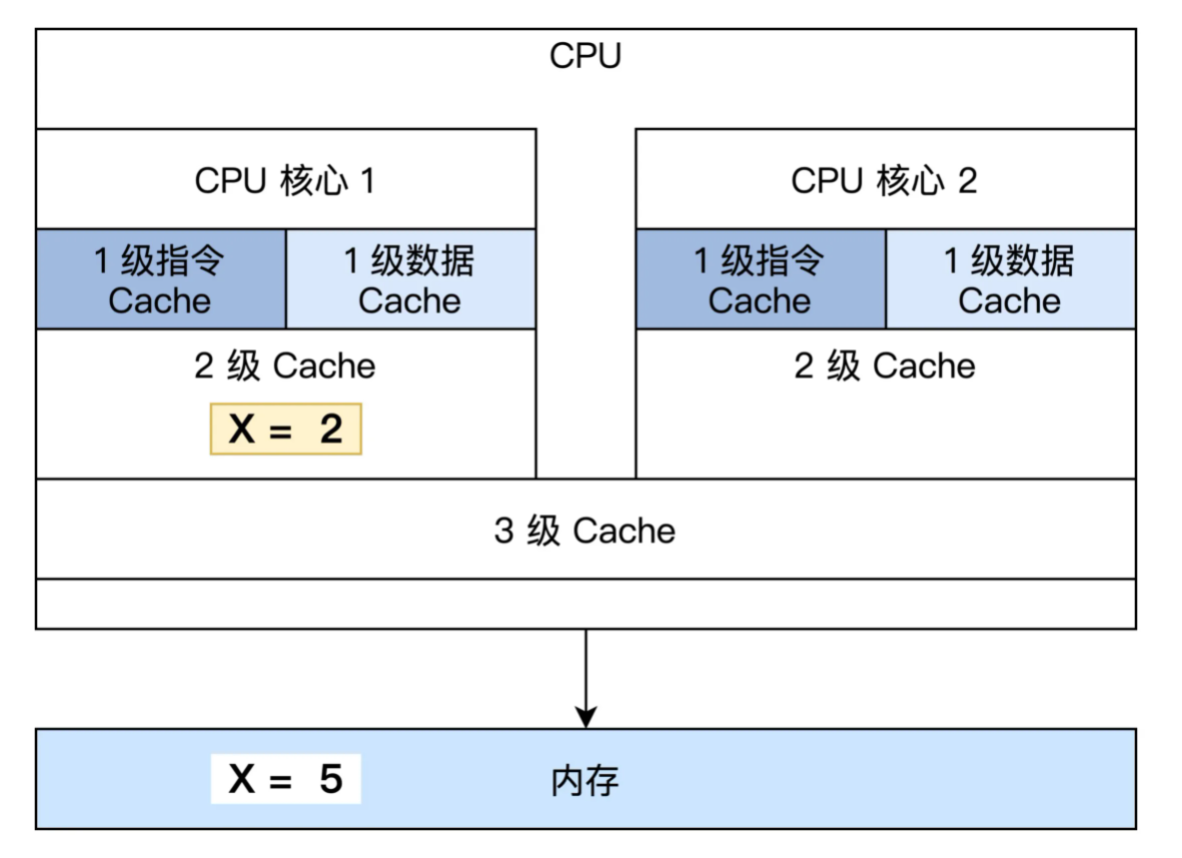 CPU
CPU 核心 1
CPU 核心 2
1 级指令
Cache
1 级数据
Cache
1 级指令
Cache
1 级数据
Cache
2 级 Cache
2 级 Cache
X = 2
3 级 Cache
X = 5
内存